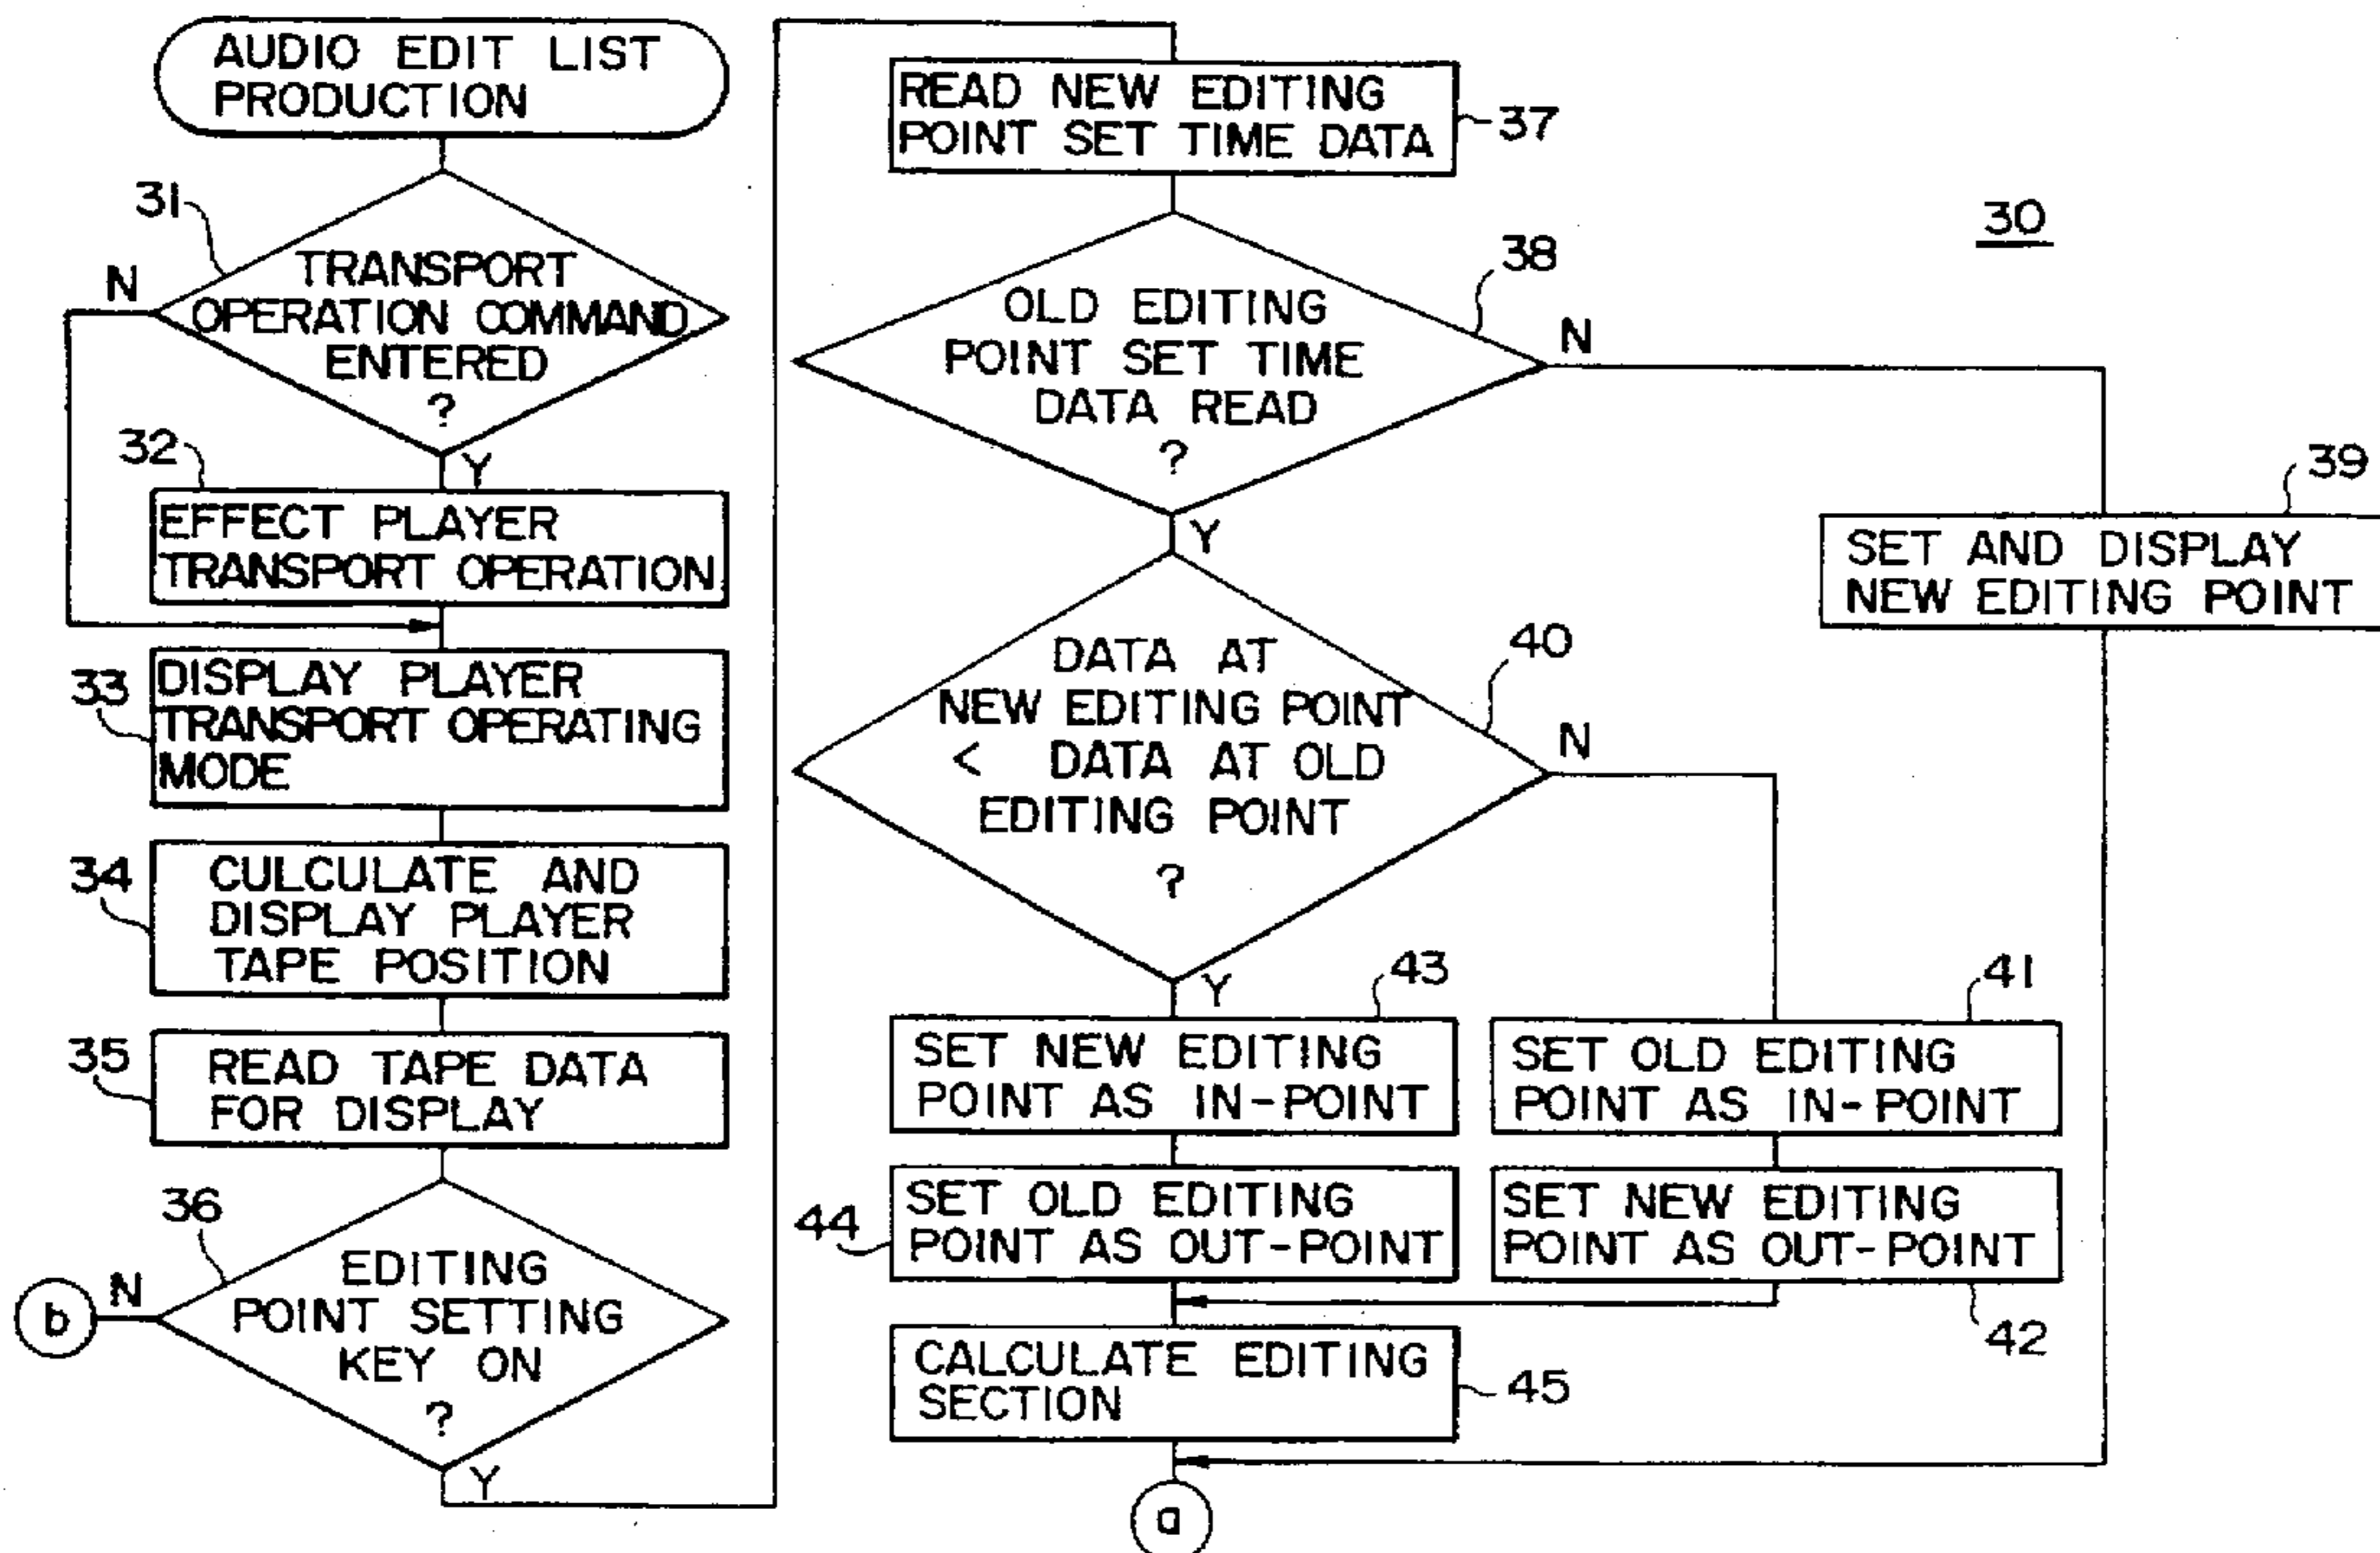 AUDIO EDIT LIST
PRODUCTION
31
N
TRANSPORT
OPERATION COMMAND
ENTERED
?
Y
32
EFFECT PLAYER
TRANSPORT OPERATION
33
DISPLAY PLAYER
TRANSPORT OPERATING
MODE
34
CULCULATE AND
DISPLAY PLAYER
TAPE POSITION
35
READ TAPE DATA
FOR DISPLAY
36
EDITING
POINT SETTING
KEY ON
?
N
b
Y
READ NEW EDITING
POINT SET TIME DATA
37
30
38
OLD EDITING
POINT SET TIME
DATA READ
?
N
Y
39
SET AND DISPLAY
NEW EDITING POINT
40
DATA AT
NEW EDITING POINT
< DATA AT OLD
EDITING POINT
?
N
Y
43
SET NEW EDITING
POINT AS IN-POINT
41
SET OLD EDITING
POINT AS IN-POINT
44
SET OLD EDITING
POINT AS OUT-POINT
SET NEW EDITING
POINT AS OUT-POINT
42
CALCULATE EDITING
SECTION
45
a